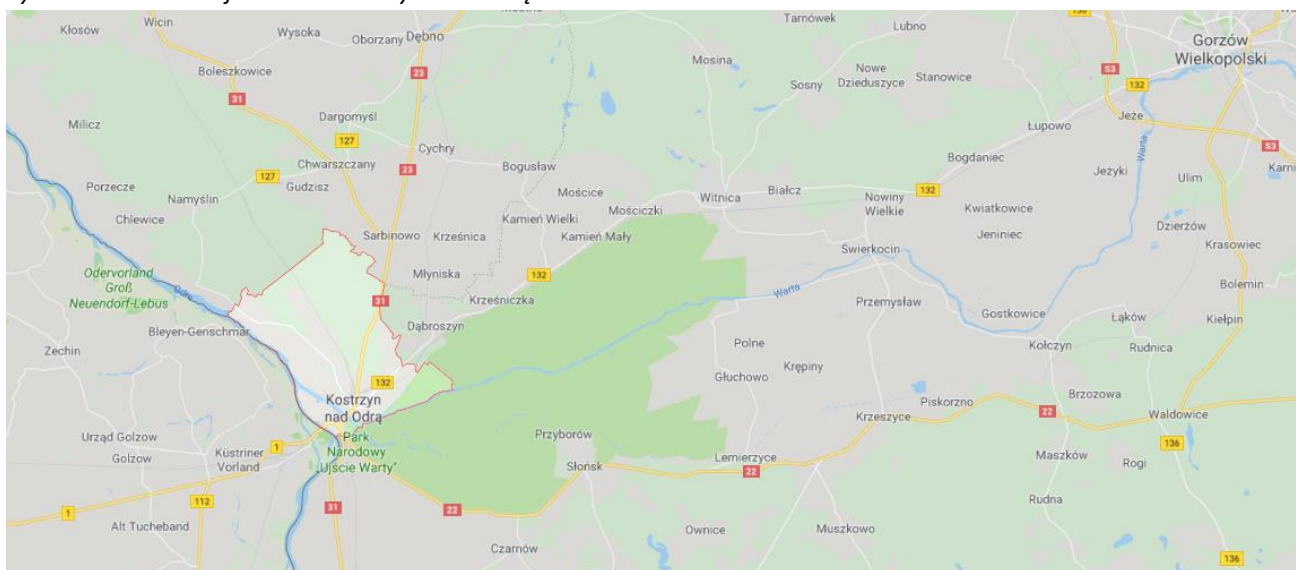 Kłosów
Wicin
Wysoka
Oborzany
Dębno
Tarnówek
Lubno
Gorzów
Wielkopolski
Boleszkowice
23
Mosina
Sosny
Nowe
Dzieduszyce
Stanowice
S3
132
31
Milicz
Dargomyśl
127
Cychry
Łupowo
Jeże
S3
Chwarszczany
23
Bogusław
Bogdaniec
Warta
127
Gudzisz
Porzecze
Namyślin
Mościce
Witnica
Białcz
132
Jeżyki
Ulim
Chlewice
Kamień Wielki
Mościczki
Nowiny
Wielkie
Kwiatkowice
Sarbinowo
Krześnica
Kamień Mały
Jeniniec
Dzierżów
Świerkocin
Krasowiec
Odervorland
Groß
Neuendorf-Lebus
Odra
Młyniska
132
Bolemin
31
Krześniczka
Warta
Przemysław
Gostkowice
Łąków
Kiełpin
Bleyen-Genschmar
Dąbroszyn
Zechin
Polne
Kołczyn
Rudnica
132
Głuchowo
Krępiny
Kostrzyn
nad Odrą
Piskorzno
Brzozowa
Krzeszyce
22
Waldowice
Urząd Golzow
Golzow
1
Küstriner
Vorland
Park
Narodowy
„Ujście Warty"
Przyborów
Słońsk
Lemierzyce
22
Maszków
Rogi
136
112
1
31
22
Rudna
Alt Tucheband
Ownice
Muszkowo
Czarnów
136